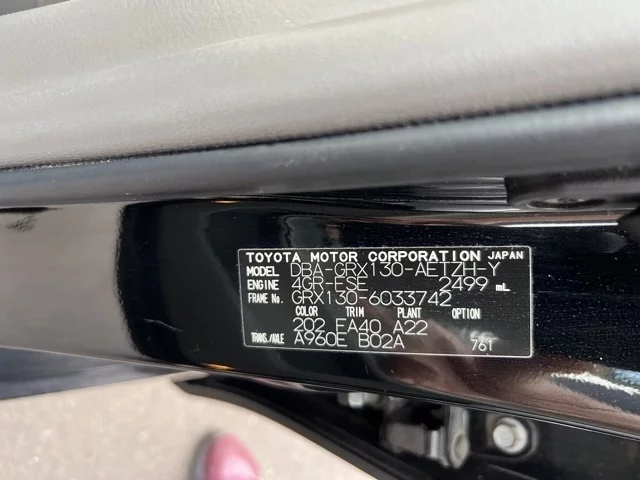 TOYOTA MOTOR CORPORATION JAPAN
MODEL DBA-GRX130-AETZH-Y
ENGINE 4GR-FSE 2499 mL
FRAME No. GRX130-6033742
COLOR TRIM PLANT OPTION
202 FA40 A22
TRANS./AXLE A960E B02A 761